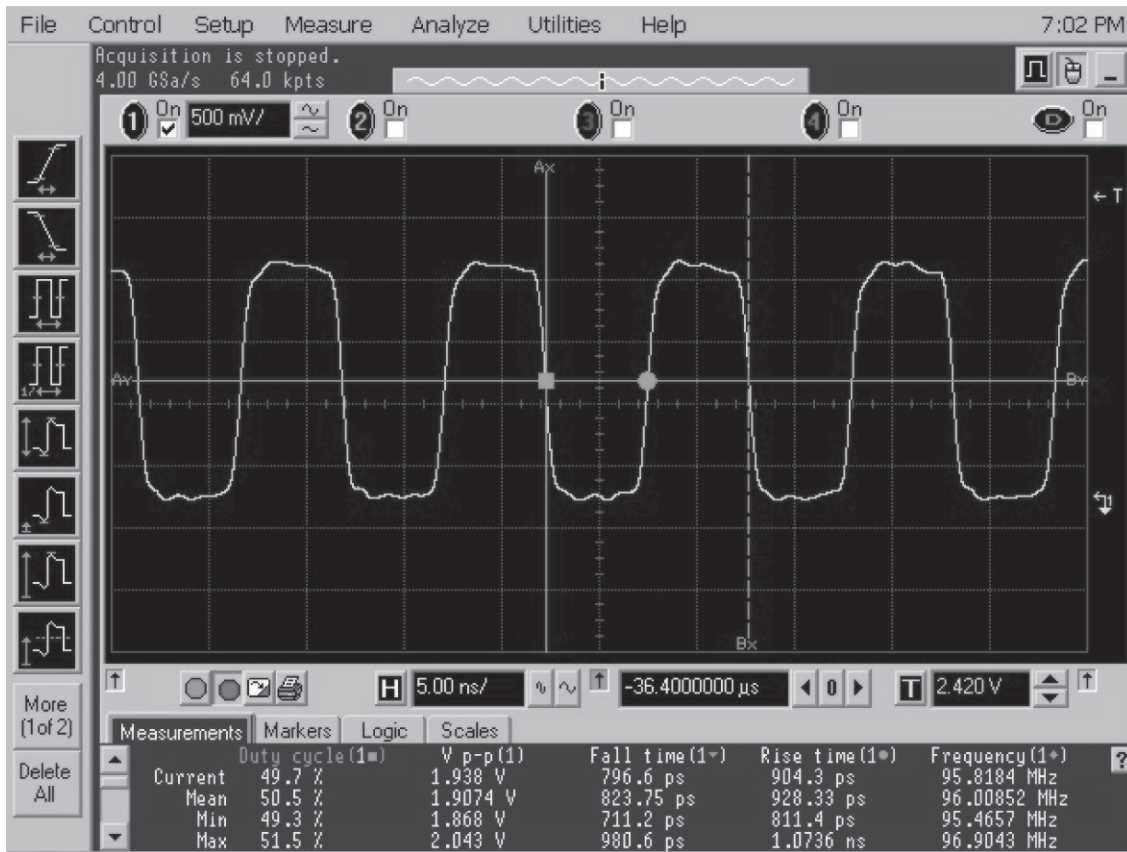 File Control Setup Measure Analyze Utilities Help 7:02 PM
Acquisition is stopped.
4.00 GSa/s 64.0 kpts
1 On 500 mV/ 2 On 3 On 4 On D On
Ax
T
Ay By
1
Bx
H 5.00 ns/ -36.4000000 µs 0 T 2.420 V
More
(1of 2)
Delete
All
Measurements Markers Logic Scales
Duty cycle(1■) V p-p(1) Fall time(1▾) Rise time(1●) Frequency(1◆) ?
Current 49.7 % 1.938 V 796.6 ps 904.3 ps 95.8184 MHz
Mean 50.5 % 1.9074 V 823.75 ps 928.33 ps 96.00852 MHz
Min 49.3 % 1.868 V 711.2 ps 811.4 ps 95.4657 MHz
Max 51.5 % 2.043 V 980.6 ps 1.0736 ns 96.9043 MHz